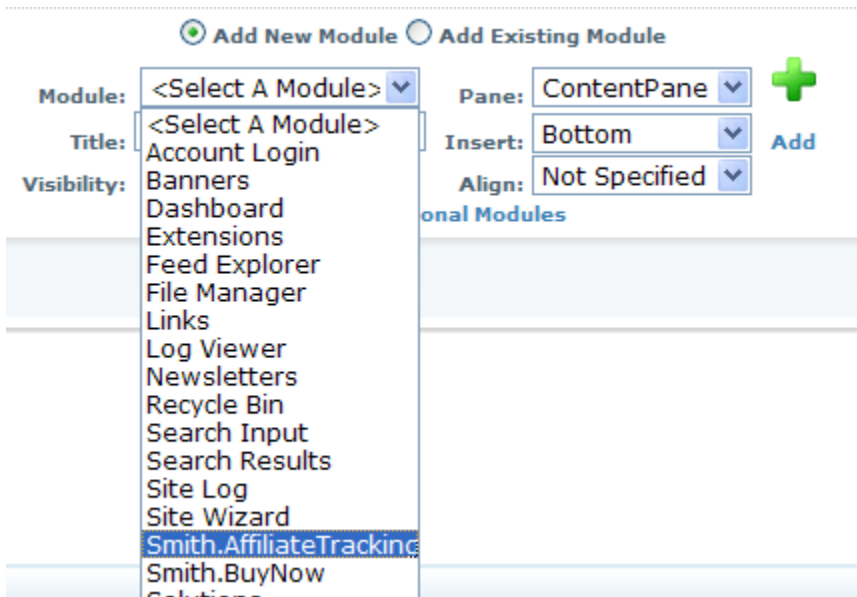 Add New Module Add Existing Module
Module: <Select A Module> Pane: ContentPane
Title: Insert: Bottom Add
Visibility: Align: Not Specified
onal Modules
<Select A Module>
Account Login
Banners
Dashboard
Extensions
Feed Explorer
File Manager
Links
Log Viewer
Newsletters
Recycle Bin
Search Input
Search Results
Site Log
Site Wizard
Smith.AffiliateTracking
Smith.BuyNow